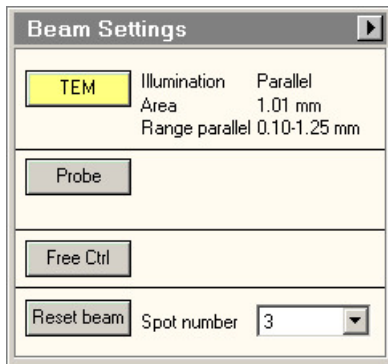 Beam Settings
TEM Illumination Parallel
Area 1.01 mm
Range parallel 0.10-1.25 mm
Probe
Free Ctrl
Reset beam Spot number 3